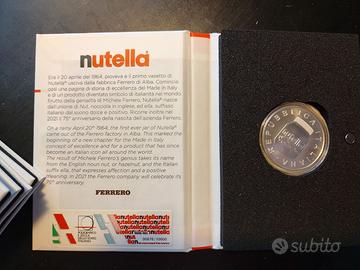 nutella®
Era il 20 aprile del 1964, pioveva e il primo vasetto di
Nutella® usciva dalla fabbrica Ferrero di Alba. Comincia
così una pagina di storia di eccellenza del Made in Italy
e di un prodotto diventato simbolo di italianità nel mondo:
frutto della genialità di Michele Ferrero, Nutella® nasce
dall'unione di Nut, nocciola in inglese, ed ella, suffisso
italiano dal suono dolce e positivo. Ricorre inoltre nel
2021 il 75° anniversario della nascita dell'azienda Ferrero.
On a rainy April 20th 1964, the first ever jar of Nutella®
came out of the Ferrero factory in Alba. This marked the
beginning of a new chapter for the Made in Italy
concept of excellence and for a product that has since
become an Italian icon all around the world.
The result of Michele Ferrero's genius takes its name
from the English noun nut, or hazelnut, and the Italian
suffix ella, that expresses affection and a positive
meaning. In 2021 the Ferrero company will celebrate its
75th anniversary.
FERRERO
nutella
REPUBBLICA ITALIANA
subito